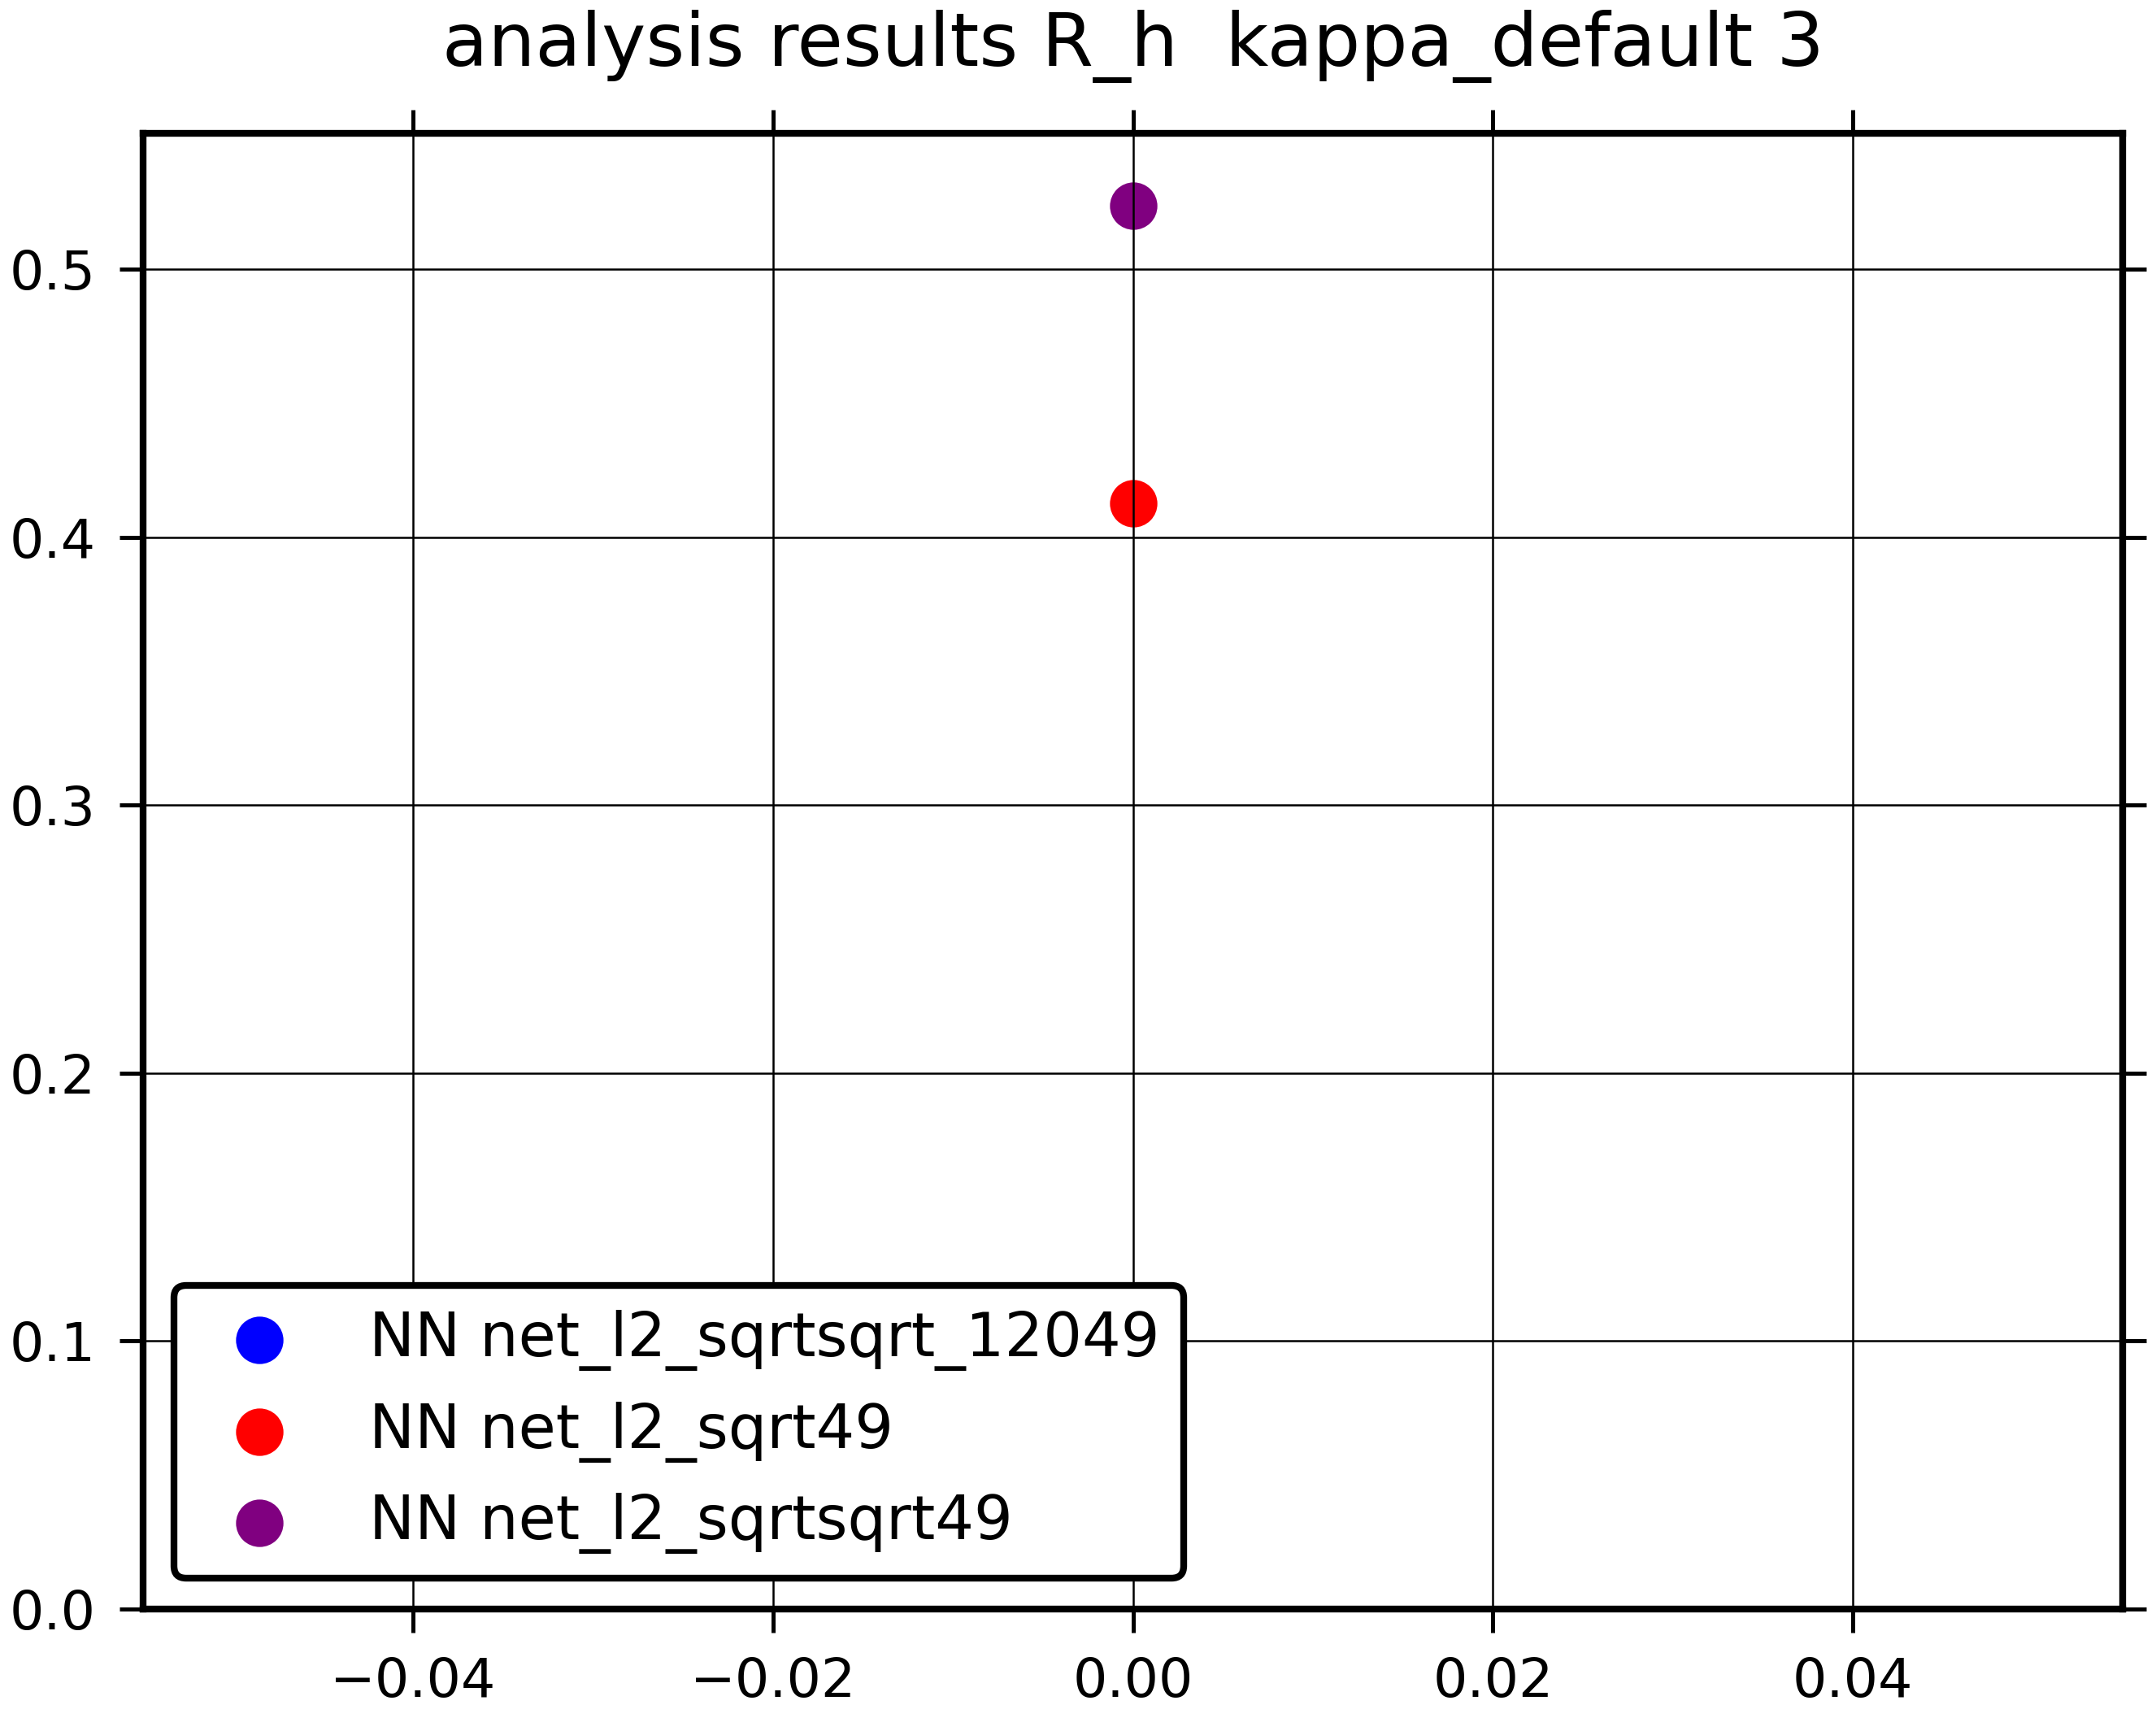 analysis results R_h  kappa_default 3
0.5
0.4
0.3
0.2
0.1
0.0
NN net_l2_sqrtsqrt_12049
NN net_l2_sqrt49
NN net_l2_sqrtsqrt49
−0.04 −0.02 0.00 0.02 0.04